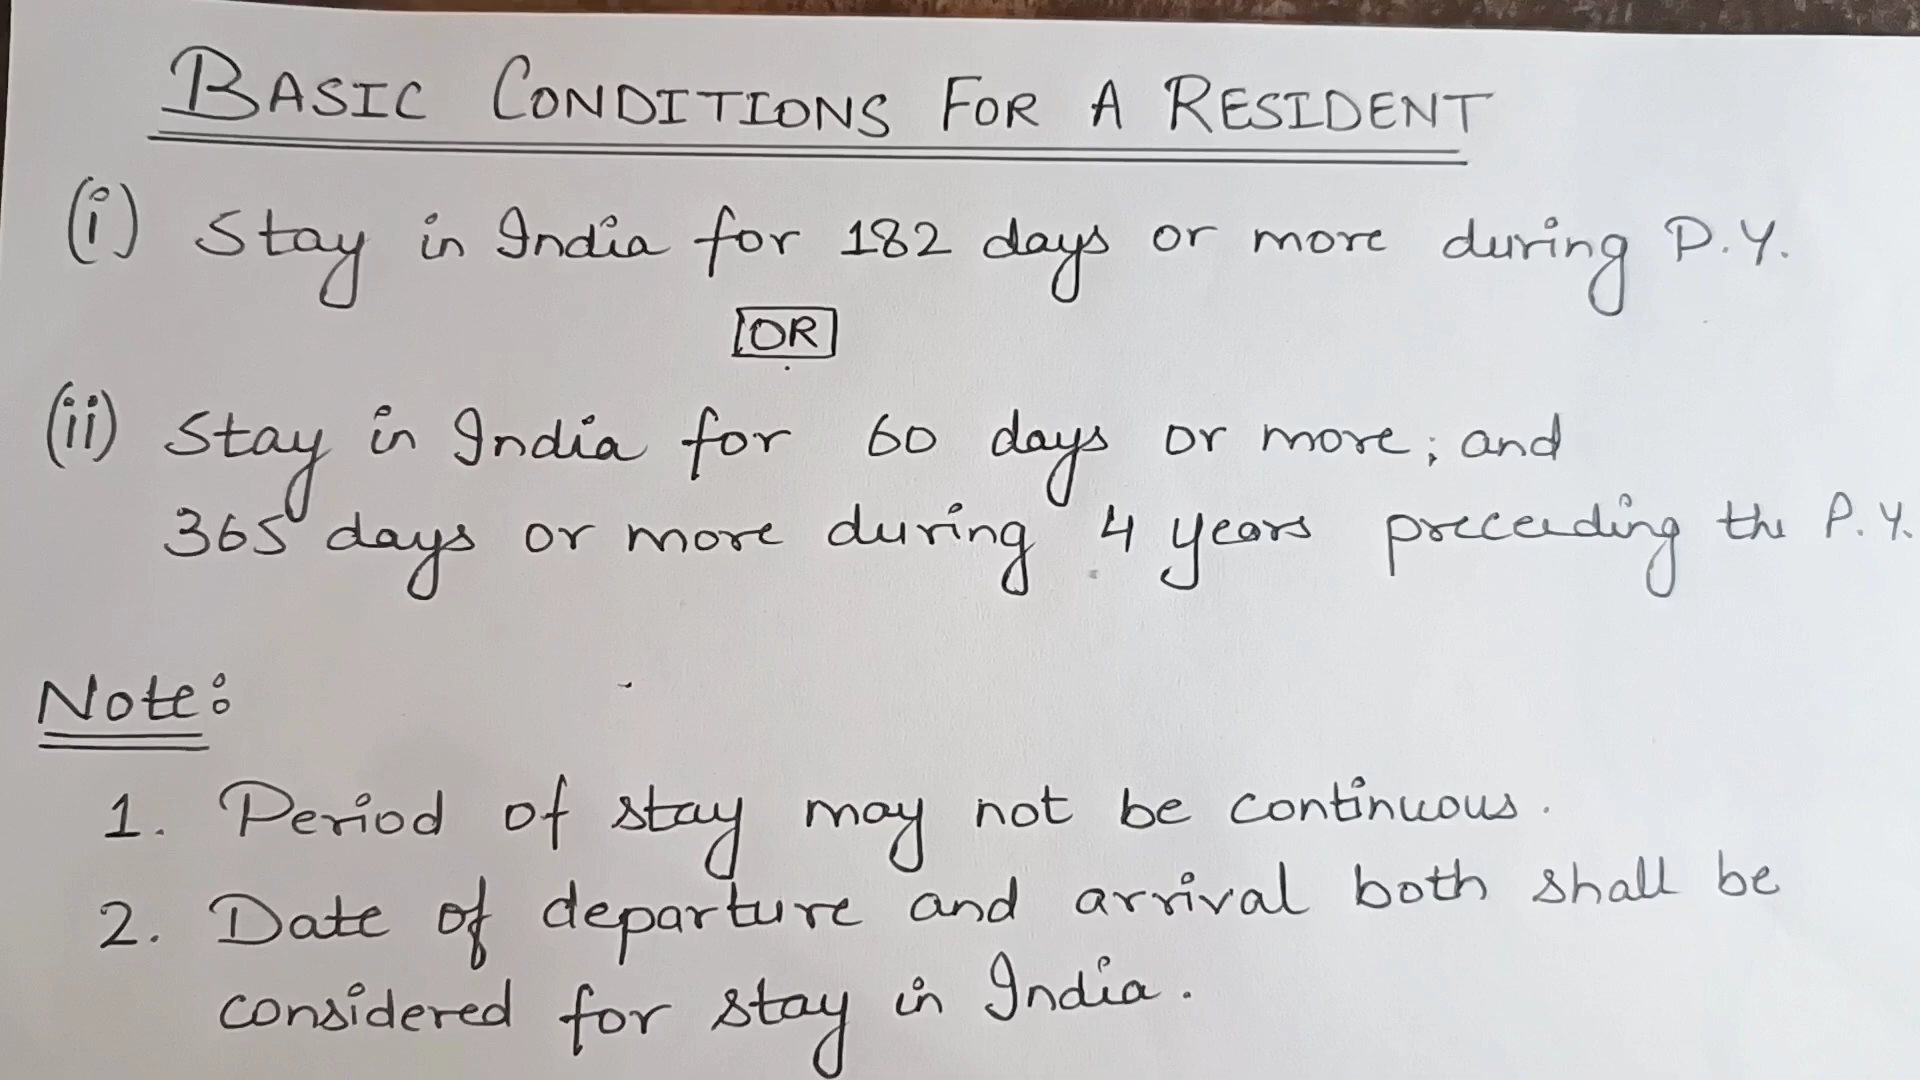 BASIC CONDITIONS FOR A RESIDENT
(i) Stay in India for 182 days or more during P.Y.
OR
(ii) Stay in India for 60 days or more; and
365 days or more during 4 years preceeding the P.Y.
Note:
1. Period of stay may not be continuous.
2. Date of departure and arrival both shall be
considered for stay in India.